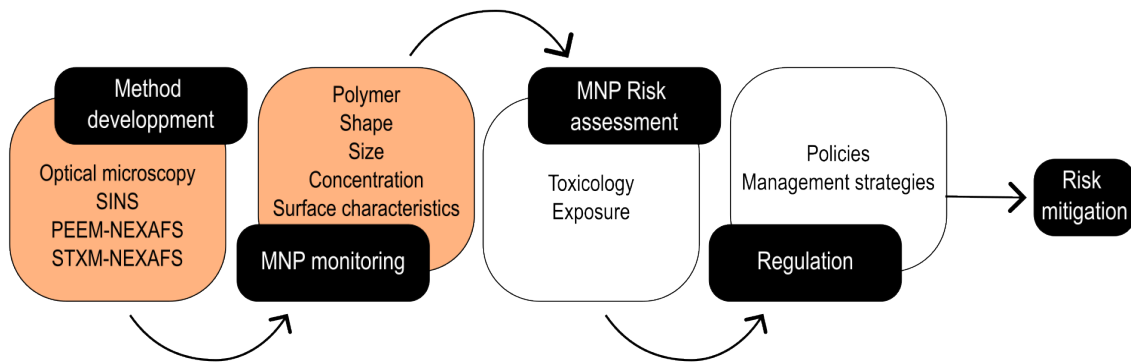 Method
developpment
Optical microscopy
SINS
PEEM-NEXAFS
STXM-NEXAFS
Polymer
Shape
Size
Concentration
Surface characteristics
MNP monitoring
MNP Risk
assessment
Toxicology
Exposure
Policies
Management strategies
Regulation
Risk
mitigation